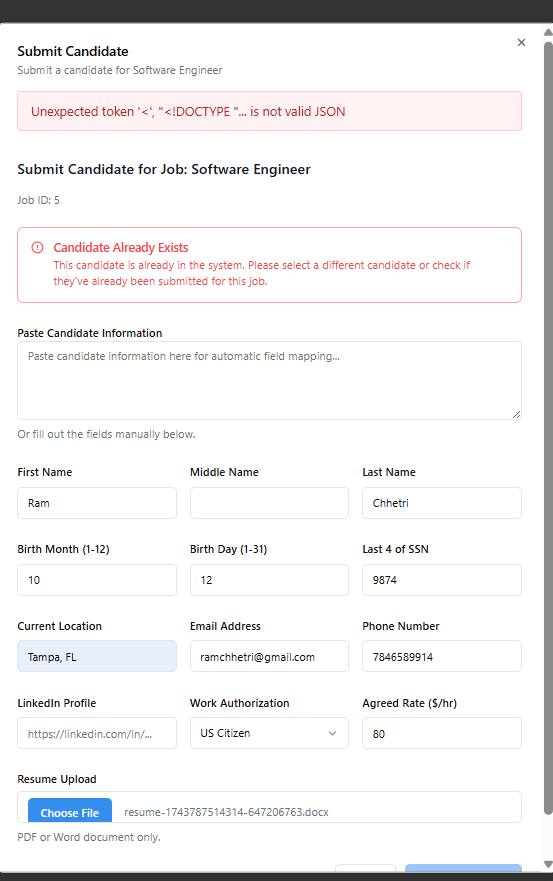 Submit Candidate
Submit a candidate for Software Engineer
Unexpected token '<', "<!DOCTYPE "... is not valid JSON
Submit Candidate for Job: Software Engineer
Job ID: 5
Candidate Already Exists
This candidate is already in the system. Please select a different candidate or check if
they've already been submitted for this job.
Paste Candidate Information
Paste candidate information here for automatic field mapping...
Or fill out the fields manually below.
First Name Middle Name Last Name
Ram Chhetri
Birth Month (1-12) Birth Day (1-31) Last 4 of SSN
10 12 9874
Current Location Email Address Phone Number
Tampa, FL ramchhetri@gmail.com 7846589914
LinkedIn Profile Work Authorization Agreed Rate ($/hr)
https://linkedin.com/in/... US Citizen 80
Resume Upload
Choose File resume-1743787514314-647206763.docx
PDF or Word document only.